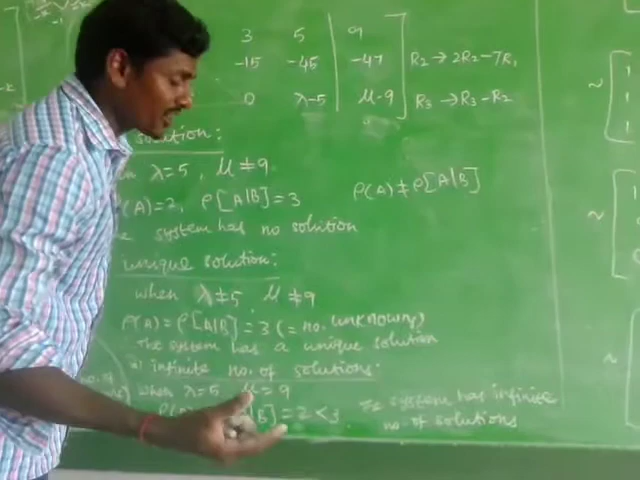 3 5 9
-15 -45 -47 R₂→2R₂-7R₁
0 λ-5 μ-9 R₃→R₃-R₂
solution:
λ=5, μ≠9
ρ(A)=2, ρ[A|B]=3 ρ(A)≠ρ[A|B]
system has no solution
unique solution:
when λ≠5 μ≠9
ρ(A)=ρ[A|B]=3(=no. unknowns)
The system has a unique solution
infinite no. of solutions:
when λ=5 μ=9
B]=2<3 The system has infinite
no. of solutions